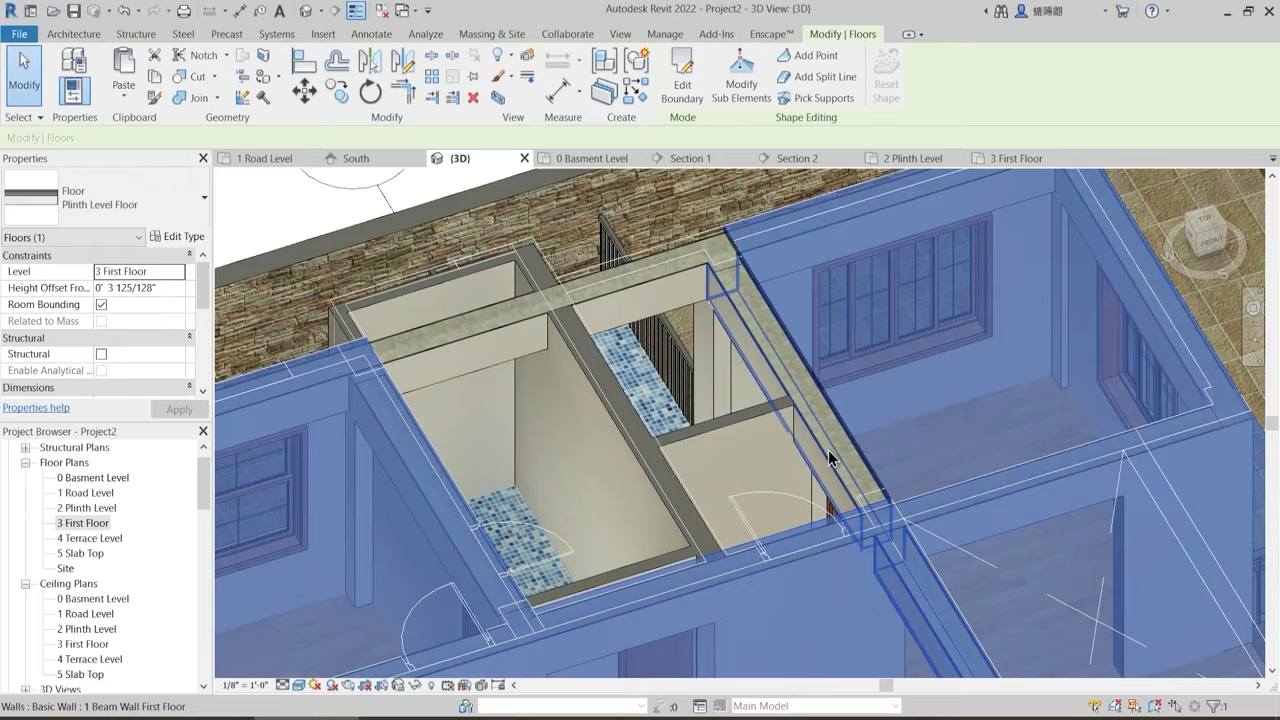 Autodesk Revit 2022 - Project2 - 3D View: {3D}
File Architecture Structure Steel Precast Systems Insert Annotate Analyze Massing & Site Collaborate View Manage Add-Ins Enscape™ Modify | Floors
Modify Paste Notch Cut Join Edit Boundary Modify Sub Elements Add Point Add Split Line Pick Supports Reset Shape
Select Properties Clipboard Geometry Modify View Measure Create Mode Shape Editing
Modify | Floors
Properties
1 Road Level South {3D} 0 Basment Level Section 1 Section 2 2 Plinth Level 3 First Floor
Floor
Plinth Level Floor
Floors (1) Edit Type
Constraints
Level 3 First Floor
Height Offset Fro... 0' 3 125/128"
Room Bounding
Related to Mass
Structural
Structural
Enable Analytical ...
Dimensions
Properties help Apply
Project Browser - Project2
Structural Plans
Floor Plans
0 Basment Level
1 Road Level
2 Plinth Level
3 First Floor
4 Terrace Level
5 Slab Top
Site
Ceiling Plans
0 Basment Level
1 Road Level
2 Plinth Level
3 First Floor
4 Terrace Level
5 Slab Top
3D Views
TOP
FRONT
W
S
1/8" = 1'-0"
Walls : Basic Wall : 1 Beam Wall First Floor :0 Main Model :1